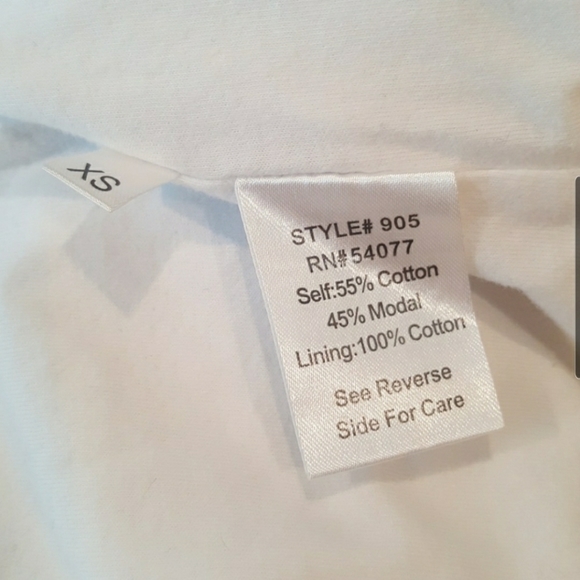 XS
STYLE# 905
RN#54077
Self:55% Cotton
45% Modal
Lining:100% Cotton
See Reverse
Side For Care